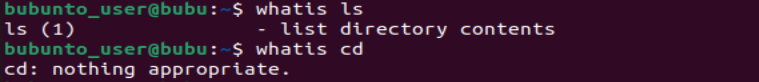 bubunto_user@bubu:~$ whatis ls
ls (1)               - list directory contents
bubunto_user@bubu:~$ whatis cd
cd: nothing appropriate.